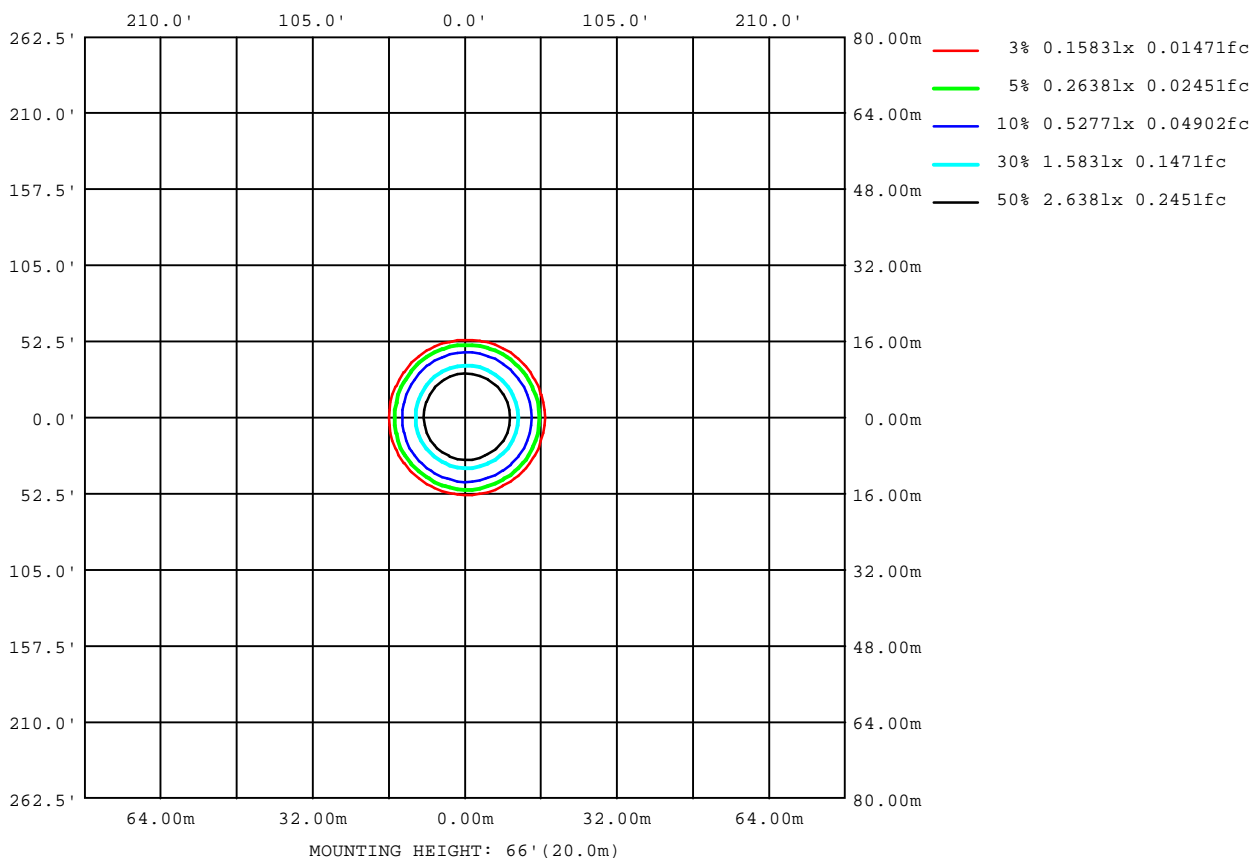 210.0' 105.0' 0.0' 105.0' 210.0'
262.5' 80.00m
210.0' 64.00m
157.5' 48.00m
105.0' 32.00m
52.5' 16.00m
0.0' 0.00m
52.5' 16.00m
105.0' 32.00m
157.5' 48.00m
210.0' 64.00m
262.5' 80.00m
64.00m 32.00m 0.00m 32.00m 64.00m
MOUNTING HEIGHT: 66'(20.0m)
3% 0.1583lx 0.01471fc
5% 0.2638lx 0.02451fc
10% 0.5277lx 0.04902fc
30% 1.583lx 0.1471fc
50% 2.638lx 0.2451fc